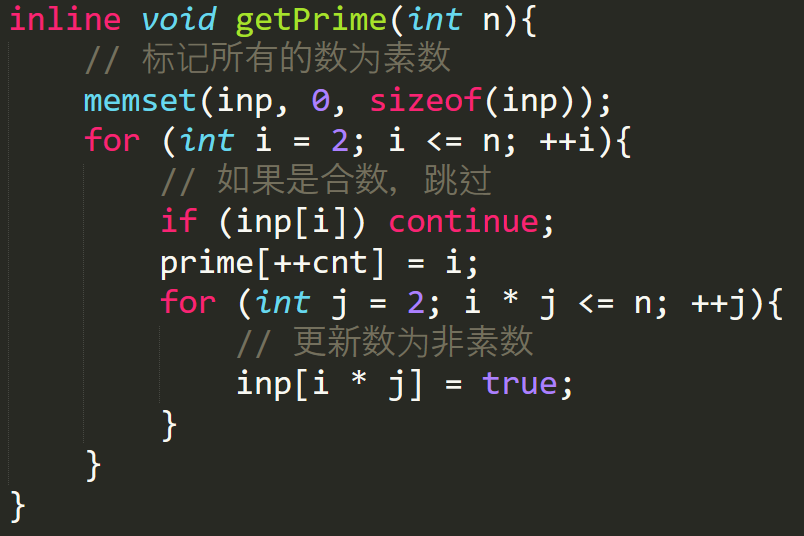 inline void getPrime(int n){
    // 标记所有的数为素数
    memset(inp, 0, sizeof(inp));
    for (int i = 2; i <= n; ++i){
        // 如果是合数，跳过
        if (inp[i]) continue;
        prime[++cnt] = i;
        for (int j = 2; i * j <= n; ++j){
            // 更新数为非素数
            inp[i * j] = true;
        }
    }
}